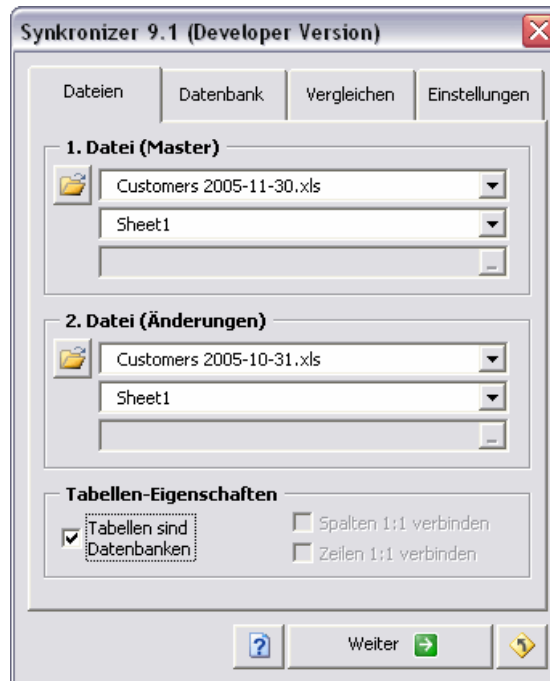 Synkronizer 9.1 (Developer Version)
Dateien
Datenbank
Vergleichen
Einstellungen
1. Datei (Master)
Customers 2005-11-30.xls
Sheet1
2. Datei (Änderungen)
Customers 2005-10-31.xls
Sheet1
Tabellen-Eigenschaften
Tabellen sind
Datenbanken
Spalten 1:1 verbinden
Zeilen 1:1 verbinden
Weiter